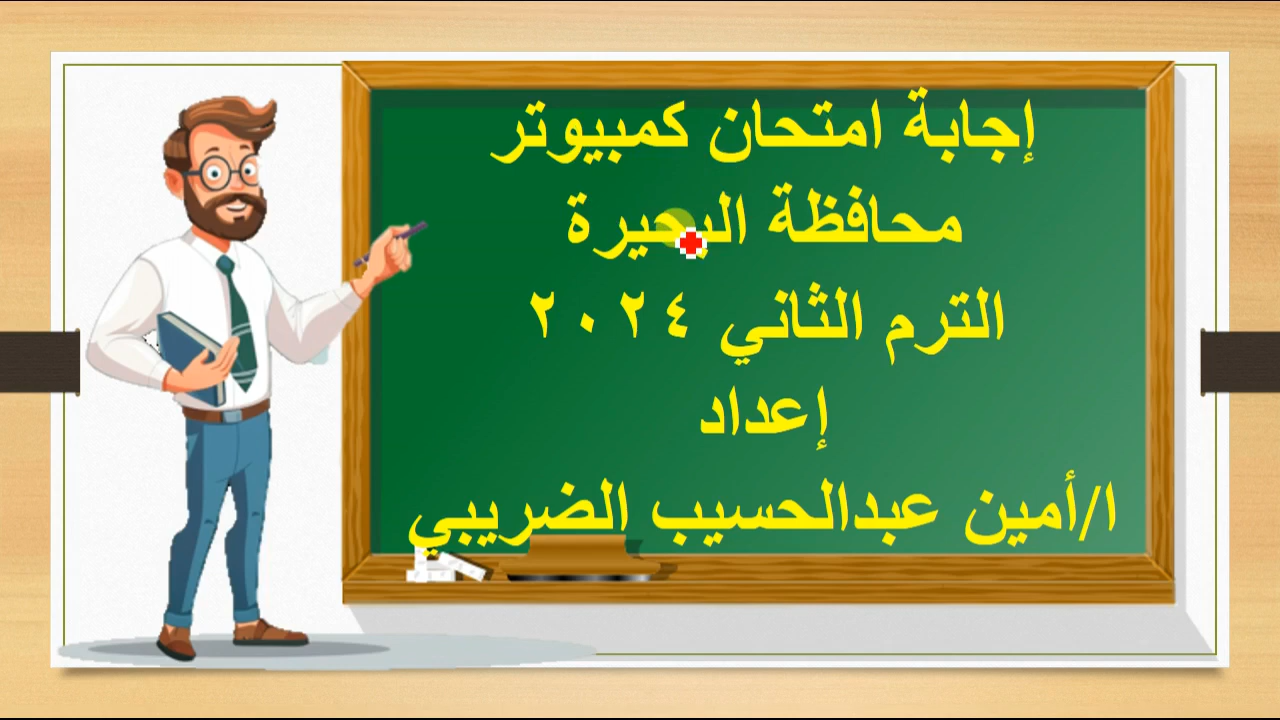 إجابة امتحان كمبيوتر
محافظة البحيرة
الترم الثاني ٢٠٢٤
إعداد
ا/أمين عبدالحسيب الضريبي